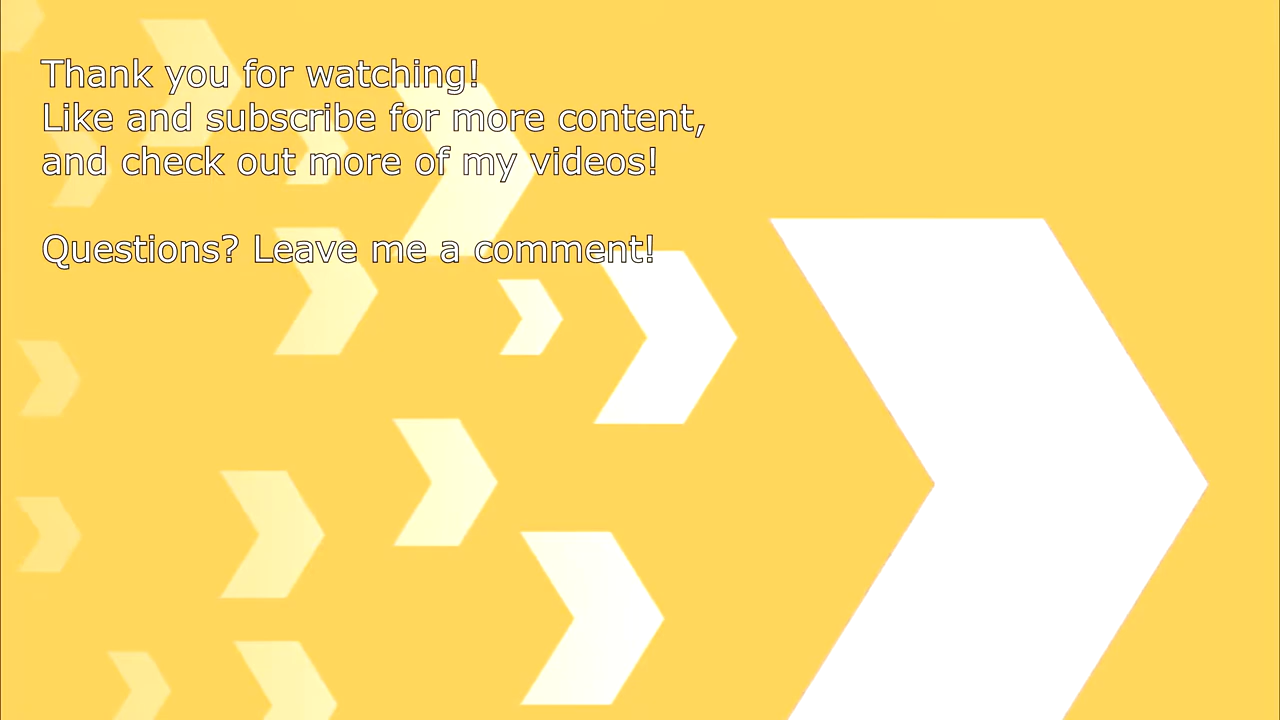 Thank you for watching!
Like and subscribe for more content,
and check out more of my videos!
Questions? Leave me a comment!